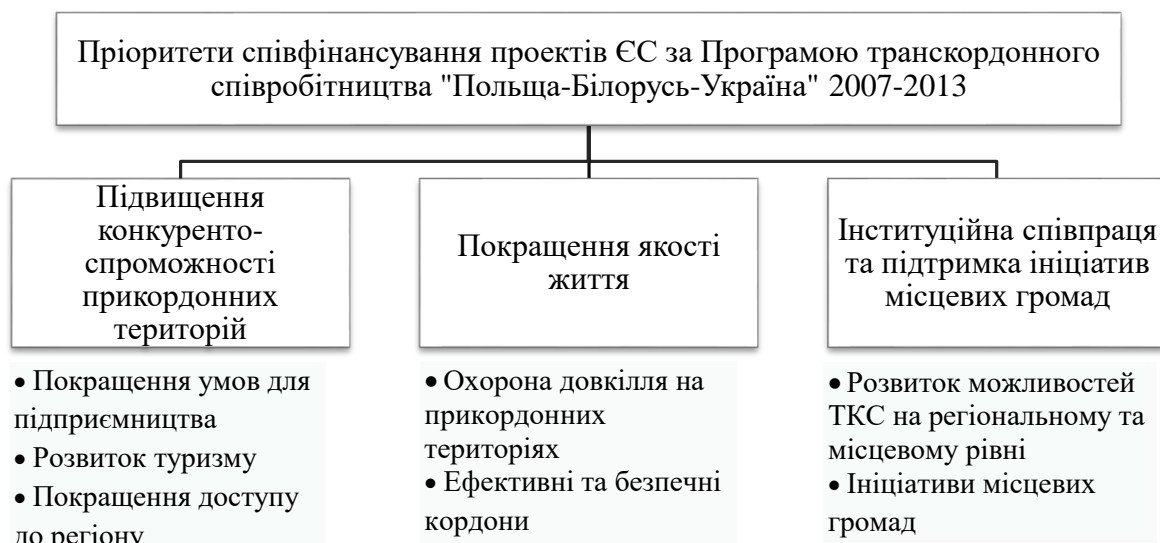 Пріоритети співфінансування проектів ЄС за Програмою транскордонного
співробітництва "Польща-Білорусь-Україна" 2007-2013
Підвищення
конкуренто-
спроможності
прикордонних
територій
• Покращення умов для
підприємництва
• Розвиток туризму
• Покращення доступу
до регіону
Покращення якості
життя
• Охорона довкілля на
прикордонних
територіях
• Ефективні та безпечні
кордони
Інституційна співпраця
та підтримка ініціатив
місцевих громад
• Розвиток можливостей
ТКС на регіональному та
місцевому рівні
• Ініціативи місцевих
громад